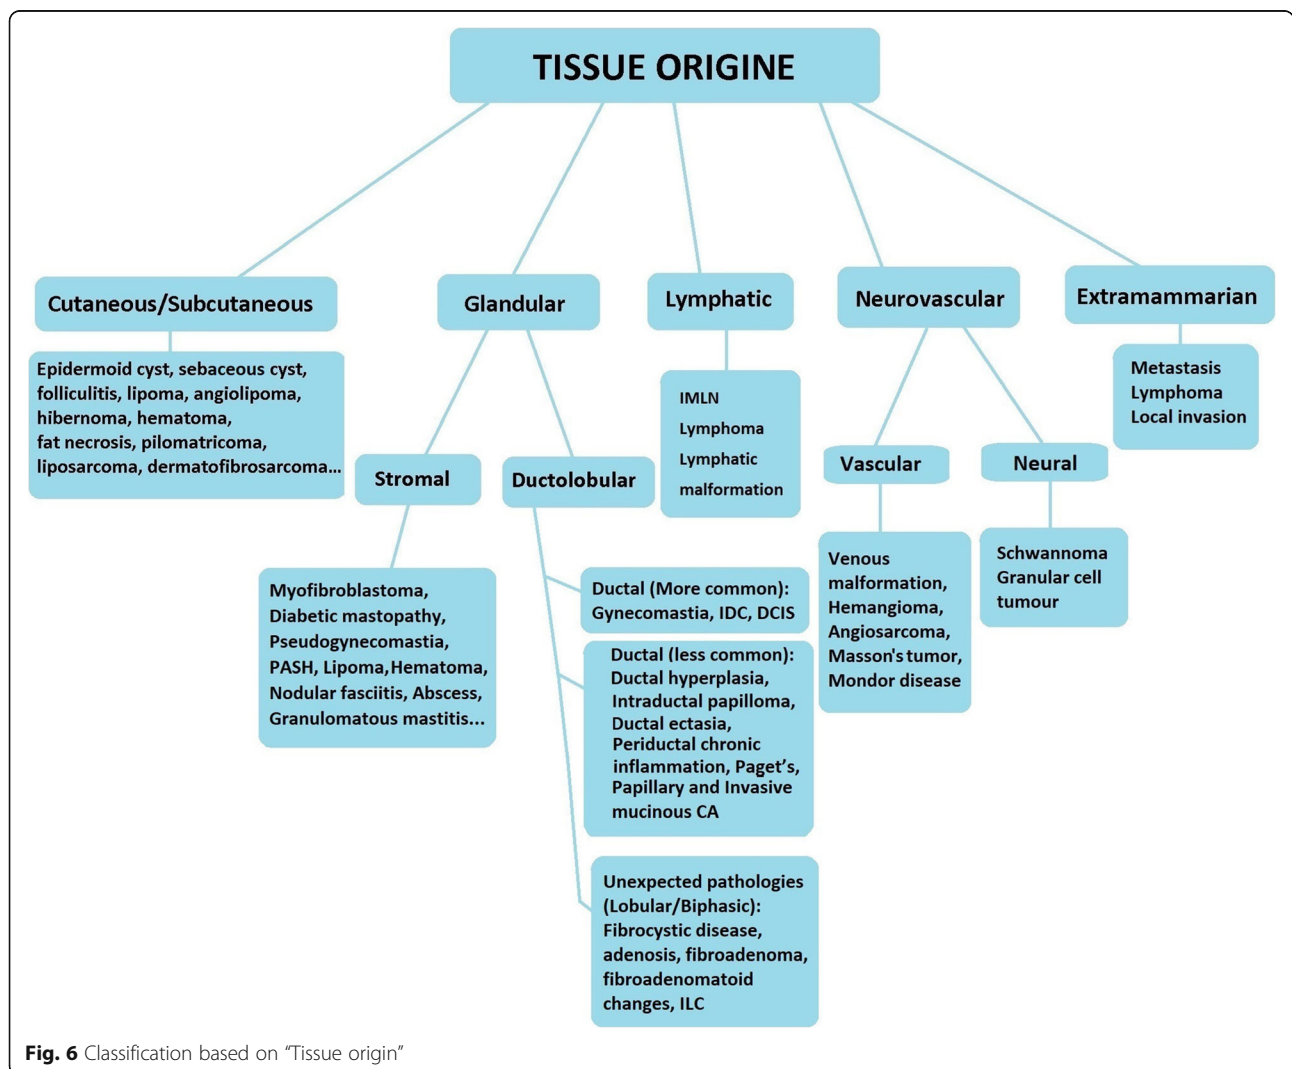 TISSUE ORIGINE
Cutaneous/Subcutaneous
Epidermoid cyst, sebaceous cyst,
folliculitis, lipoma, angiolipoma,
hibernoma, hematoma,
fat necrosis, pilomatricoma,
liposarcoma, dermatofibrosarcoma...
Glandular
Stromal
Myofibroblastoma,
Diabetic mastopathy,
Pseudogynecomastia,
PASH, Lipoma,Hematoma,
Nodular fasciitis, Abscess,
Granulomatous mastitis...
Ductolobular
Ductal (More common):
Gynecomastia, IDC, DCIS
Ductal (less common):
Ductal hyperplasia,
Intraductal papilloma,
Ductal ectasia,
Periductal chronic
inflammation, Paget’s,
Papillary and Invasive
mucinous CA
Unexpected pathologies
(Lobular/Biphasic):
Fibrocystic disease,
adenosis, fibroadenoma,
fibroadenomatoid
changes, ILC
Lymphatic
IMLN
Lymphoma
Lymphatic
malformation
Neurovascular
Vascular
Venous
malformation,
Hemangioma,
Angiosarcoma,
Masson's tumor,
Mondor disease
Neural
Schwannoma
Granular cell
tumour
Extramammarian
Metastasis
Lymphoma
Local invasion
Fig. 6 Classification based on “Tissue origin”